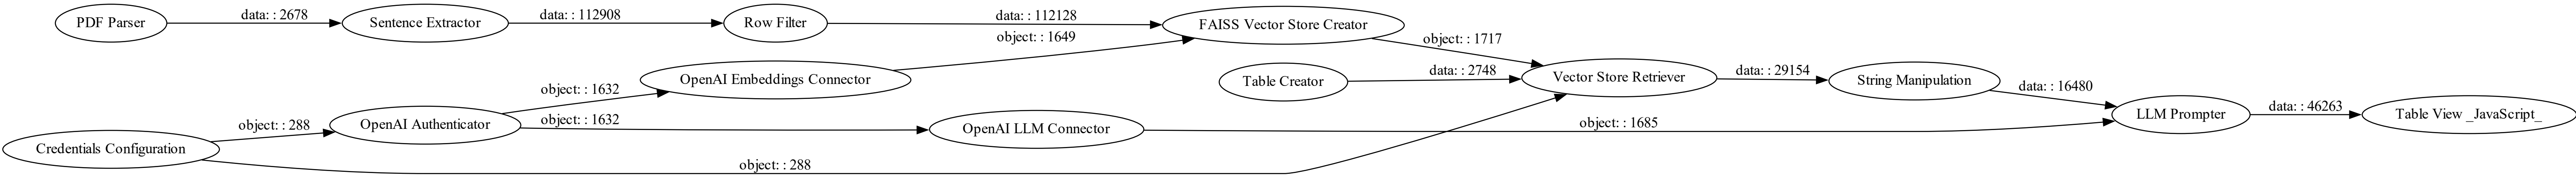 PDF Parser
data: : 2678
Sentence Extractor
data: : 112908
Row Filter
data: : 112128
FAISS Vector Store Creator
object: : 1649
object: : 1717
OpenAI Embeddings Connector
Table Creator
data: : 2748
Vector Store Retriever
data: : 29154
String Manipulation
data: : 16480
object: : 1632
OpenAI Authenticator
object: : 288
object: : 1632
OpenAI LLM Connector
object: : 1685
LLM Prompter
data: : 46263
Table View _JavaScript_
Credentials Configuration
object: : 288